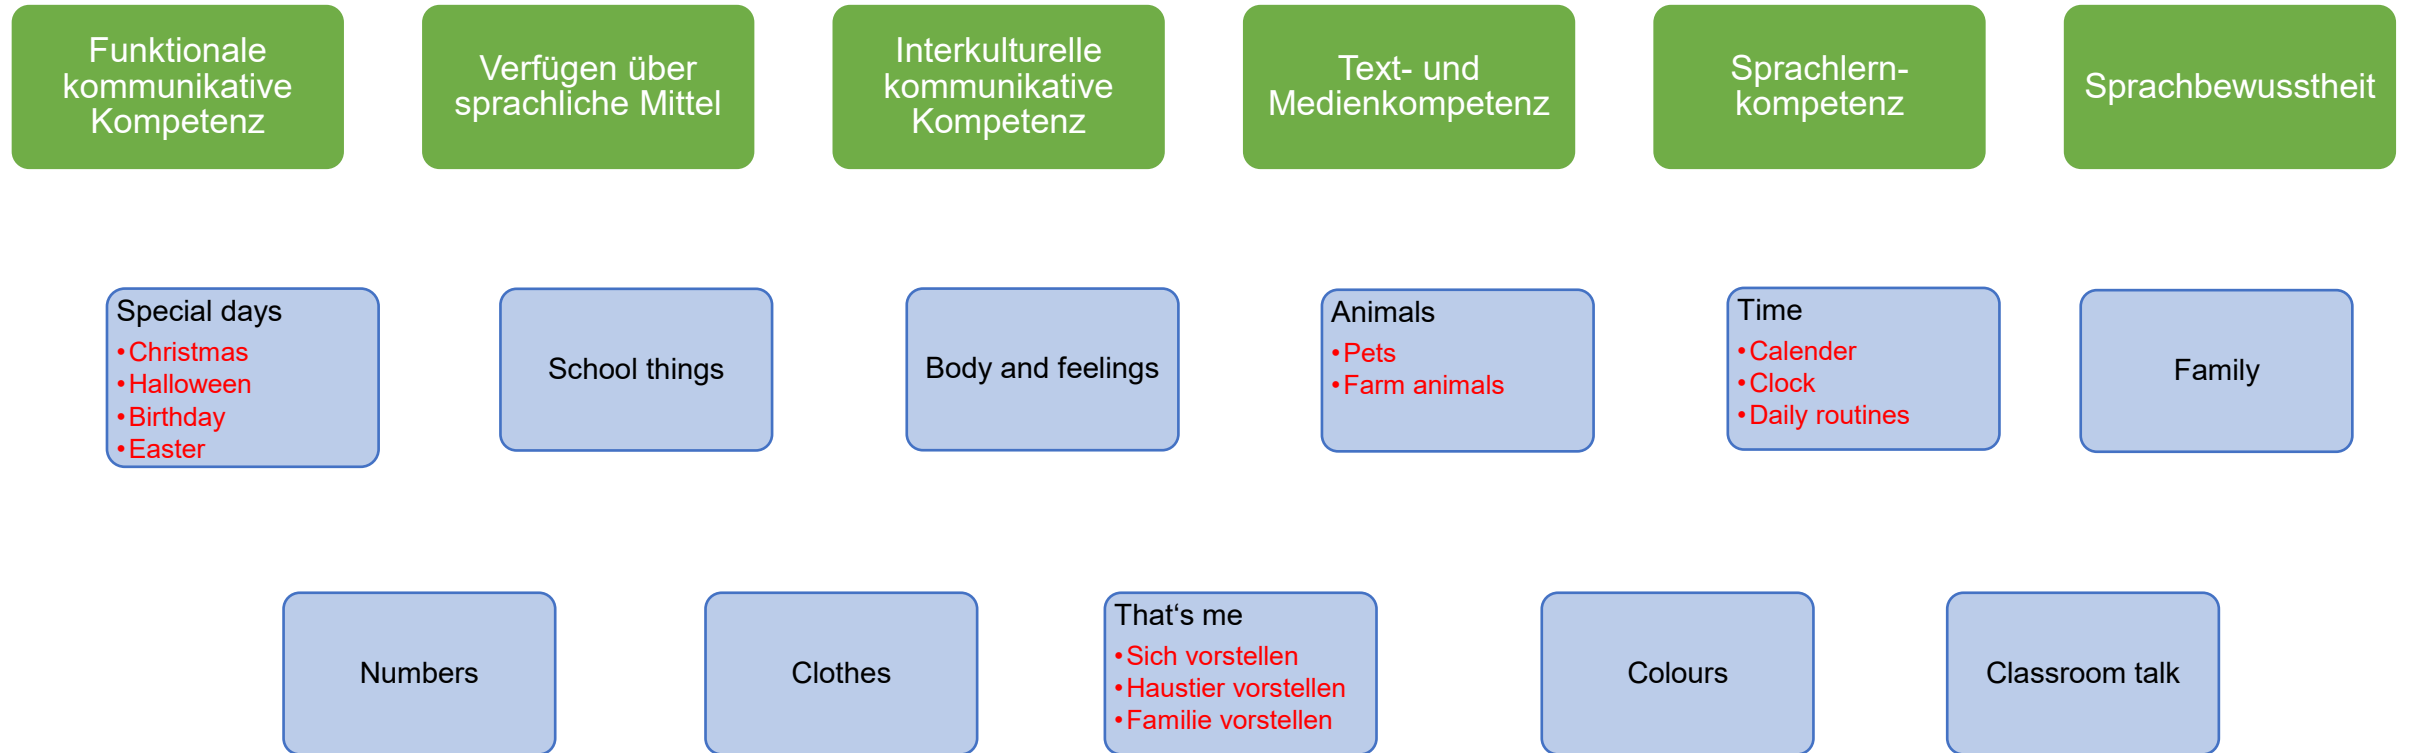 Funktionale
kommunikative
Kompetenz
Verfügen über
sprachliche Mittel
Interkulturelle
kommunikative
Kompetenz
Text- und
Medienkompetenz
Sprachlern-
kompetenz
Sprachbewusstheit
Special days
•Christmas
•Halloween
•Birthday
•Easter
School things
Body and feelings
Animals
•Pets
•Farm animals
Time
•Calender
•Clock
•Daily routines
Family
Numbers
Clothes
That‘s me
•Sich vorstellen
•Haustier vorstellen
•Familie vorstellen
Colours
Classroom talk